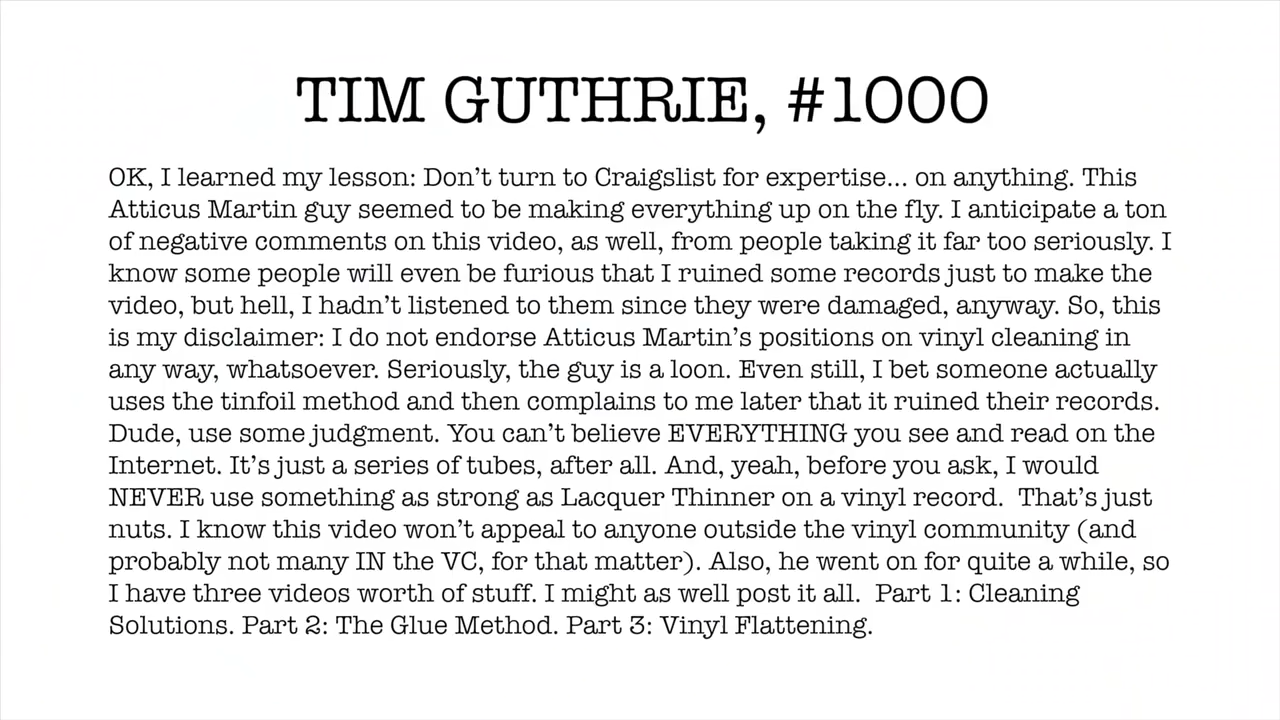 TIM GUTHRIE, #1000
OK, I learned my lesson: Don't turn to Craigslist for expertise... on anything. This
Atticus Martin guy seemed to be making everything up on the fly. I anticipate a ton
of negative comments on this video, as well, from people taking it far too seriously. I
know some people will even be furious that I ruined some records just to make the
video, but hell, I hadn't listened to them since they were damaged, anyway. So, this
is my disclaimer: I do not endorse Atticus Martin's positions on vinyl cleaning in
any way, whatsoever. Seriously, the guy is a loon. Even still, I bet someone actually
uses the tinfoil method and then complains to me later that it ruined their records.
Dude, use some judgment. You can't believe EVERYTHING you see and read on the
Internet. It's just a series of tubes, after all. And, yeah, before you ask, I would
NEVER use something as strong as Lacquer Thinner on a vinyl record.  That's just
nuts. I know this video won't appeal to anyone outside the vinyl community (and
probably not many IN the VC, for that matter). Also, he went on for quite a while, so
I have three videos worth of stuff. I might as well post it all.  Part 1: Cleaning
Solutions. Part 2: The Glue Method. Part 3: Vinyl Flattening.